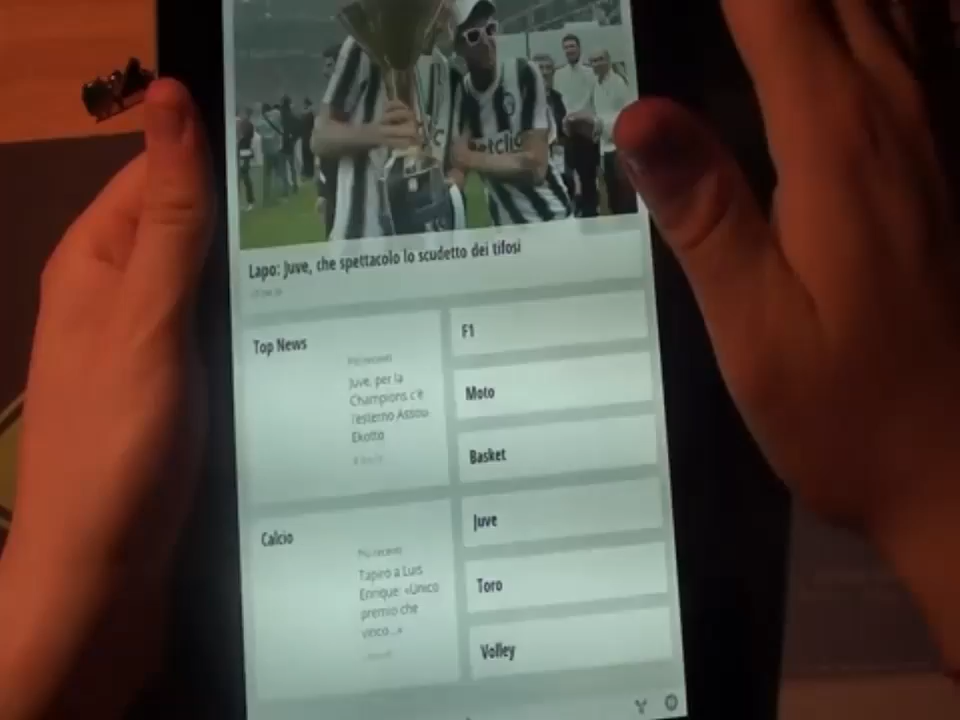 etclic
Lapo: Juve, che spettacolo lo scudetto dei tifosi
Top News
Più recenti
Juve, per la
Champions c'è
l'esterno Assou-
Ekotto
Calcio
Più recenti
Tapiro a Luis
Enrique: «Unico
premio che
vinco...»
F1
Moto
Basket
Juve
Toro
Volley